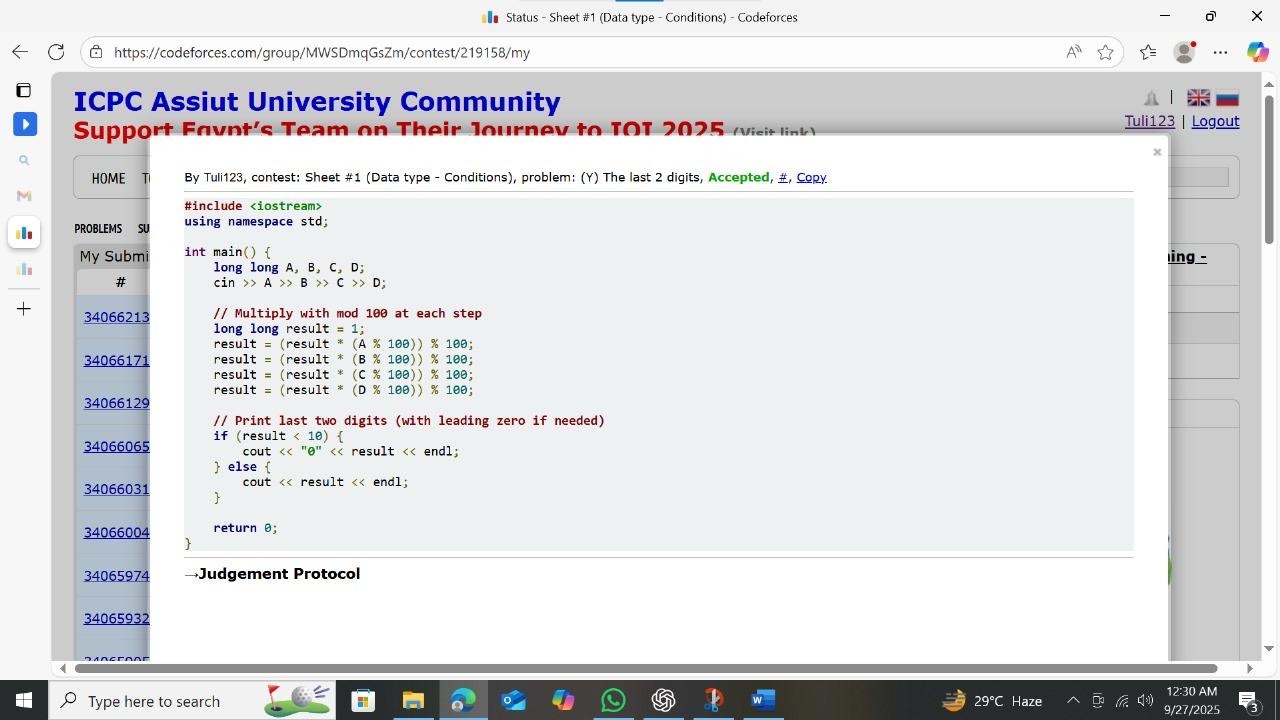 Status - Sheet #1 (Data type - Conditions) - Codeforces
https://codeforces.com/group/MWSDmqGsZm/contest/219158/my
ICPC Assiut University Community
Support Egypt's Team on Their Journey to IOI 2025 (Visit link)
Tuli123 | Logout
HOME
By Tuli123, contest: Sheet #1 (Data type - Conditions), problem: (Y) The last 2 digits, Accepted, #, Copy
PROBLEMS SU
My Submi
#
34066213
34066171
34066129
34066065
34066031
34066004
34065974
34065932
ing -
#include <iostream>
using namespace std;
int main() {
    long long A, B, C, D;
    cin >> A >> B >> C >> D;
    // Multiply with mod 100 at each step
    long long result = 1;
    result = (result * (A % 100)) % 100;
    result = (result * (B % 100)) % 100;
    result = (result * (C % 100)) % 100;
    result = (result * (D % 100)) % 100;
    // Print last two digits (with leading zero if needed)
    if (result < 10) {
        cout << "0" << result << endl;
    } else {
        cout << result << endl;
    }
    return 0;
}
→Judgement Protocol
Type here to search
29°C Haze
12:30 AM
9/27/2025
3